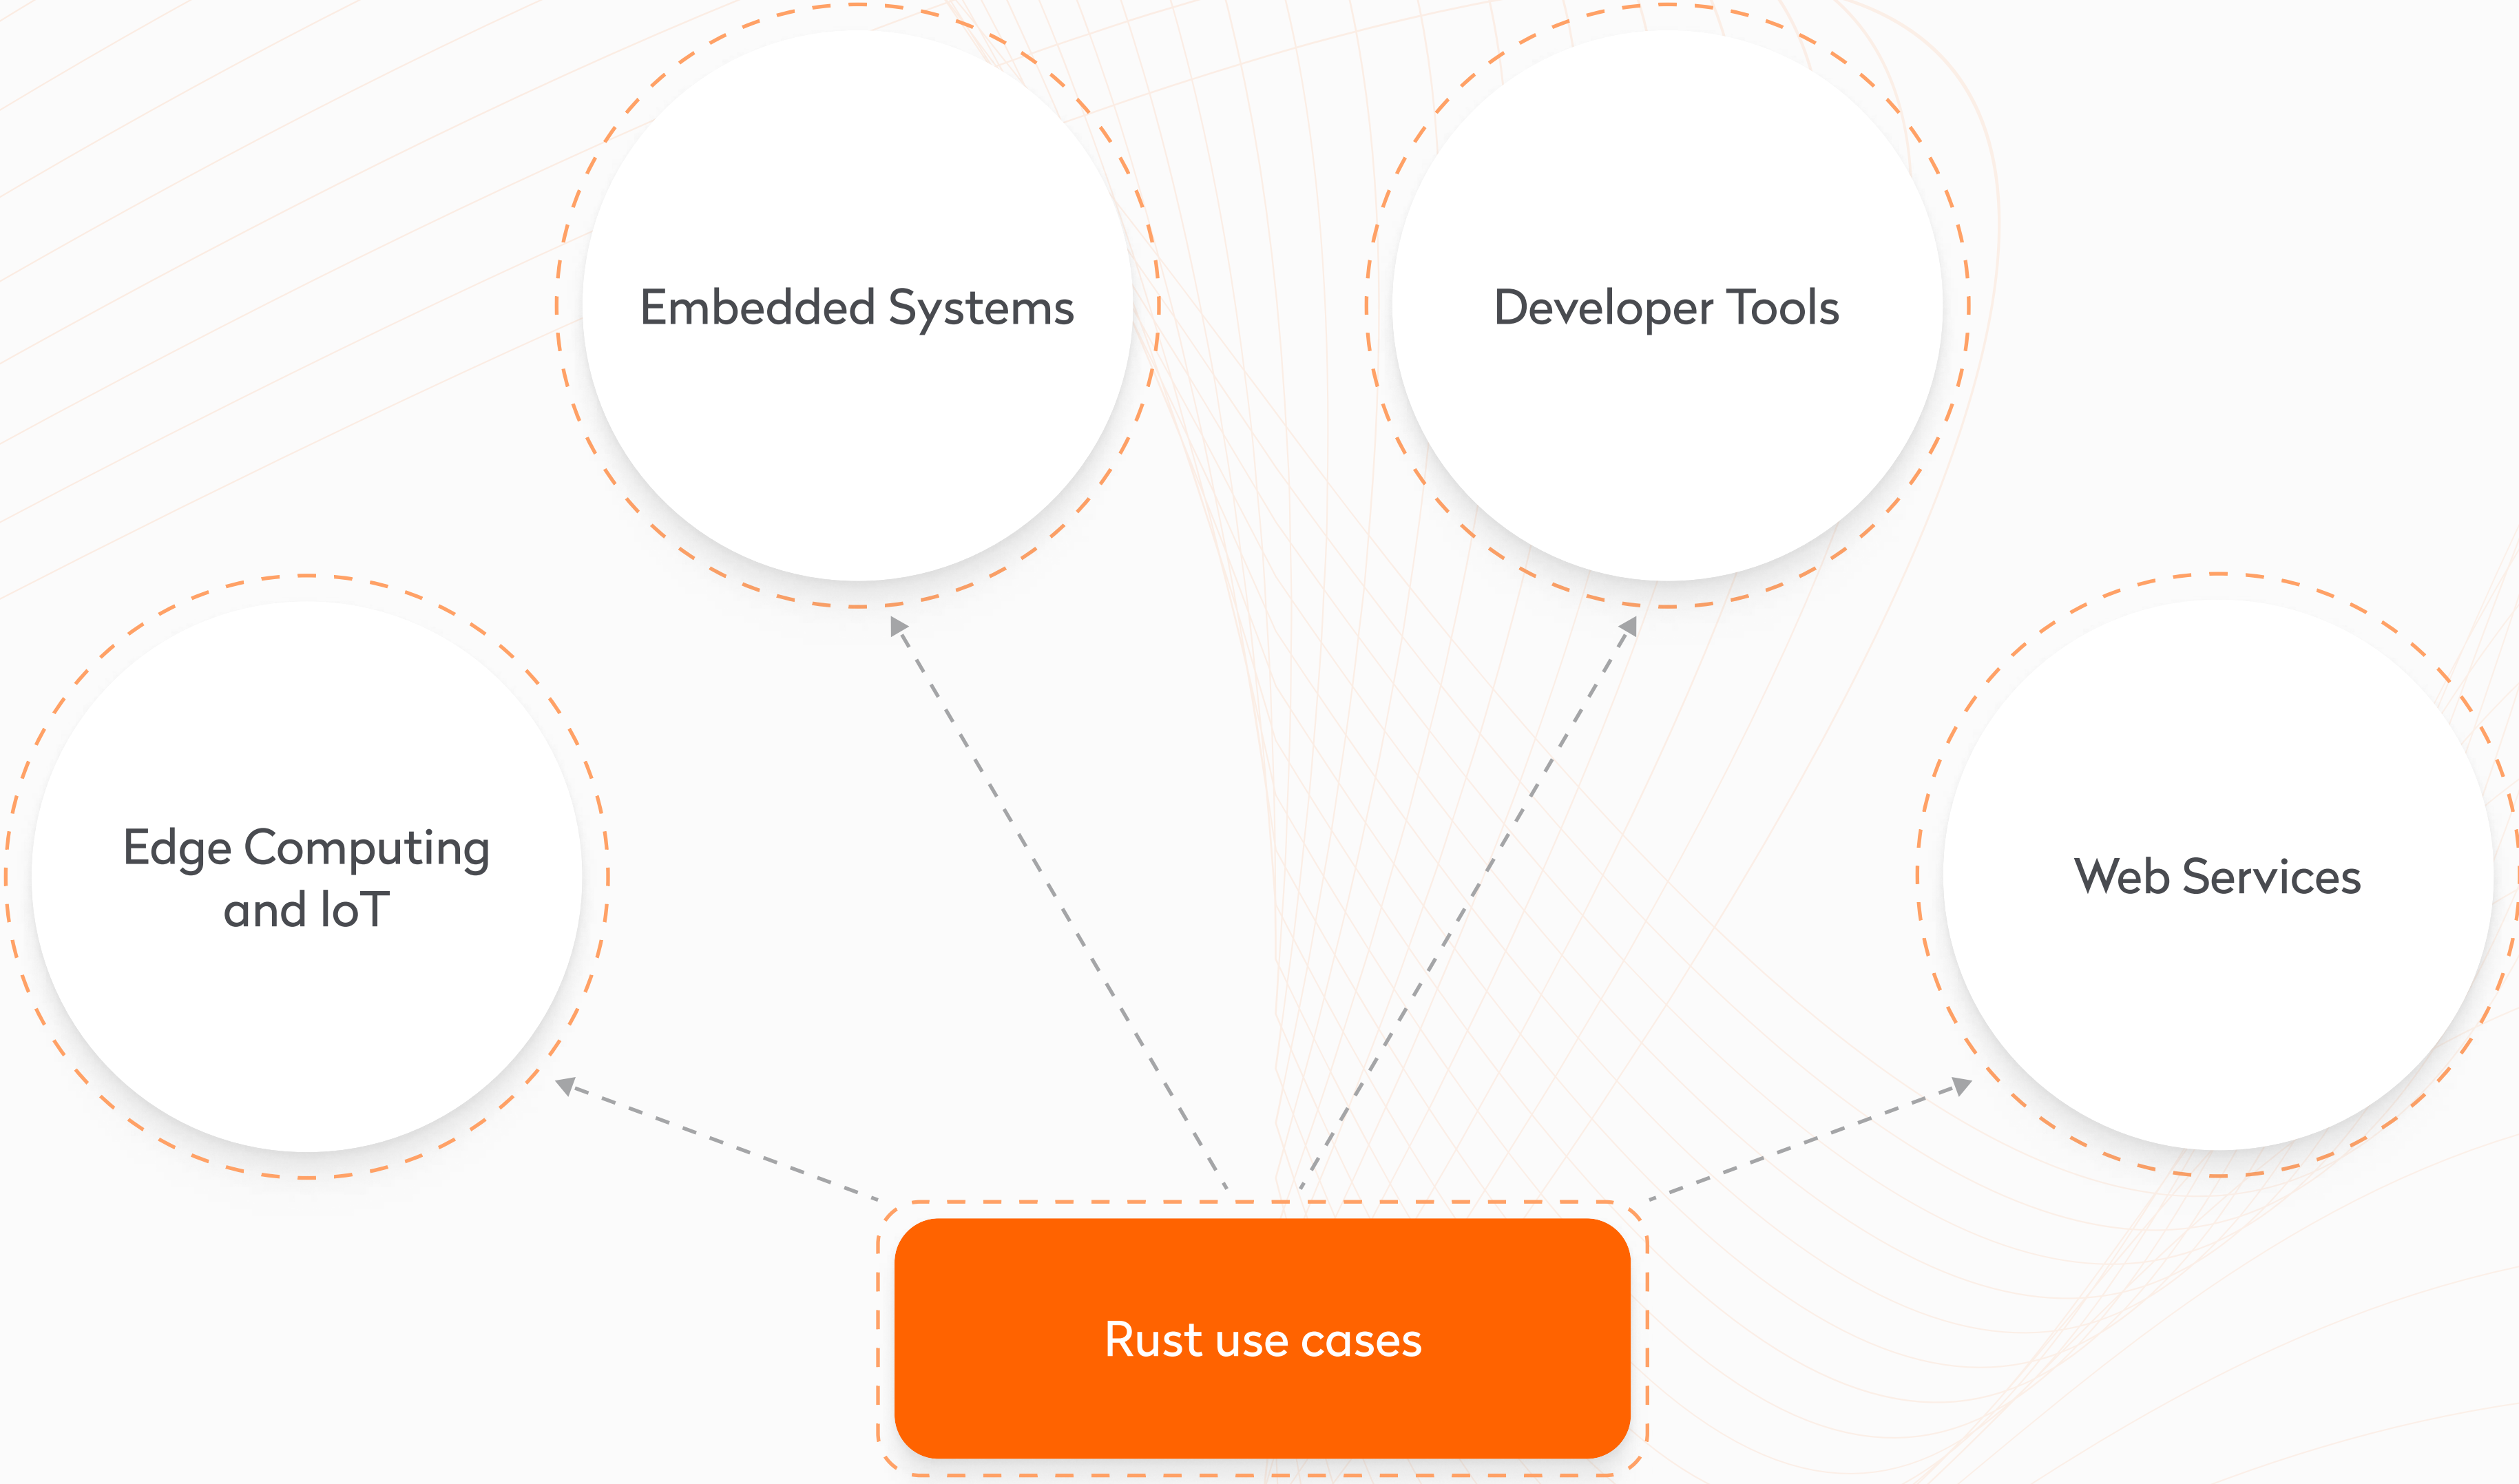 Embedded Systems
Developer Tools
Edge Computing
and IoT
Web Services
Rust use cases